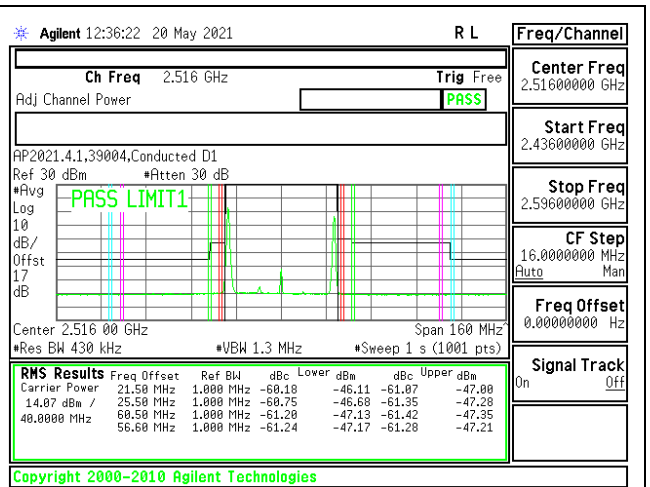 Agilent 12:36:22 20 May 2021 R L
Freq/Channel
Ch Freq 2.516 GHz Trig Free
Adj Channel Power PASS
Center Freq
2.51600000 GHz
Start Freq
2.43600000 GHz
Stop Freq
2.59600000 GHz
CF Step
16.0000000 MHz
Auto Man
Freq Offset
0.00000000 Hz
Signal Track
On Off
AP2021.4.1,39004,Conducted D1
Ref 30 dBm #Atten 30 dB
#Avg
Log
10
dB/
Offst
17
dB
PASS LIMIT1
Center 2.516 00 GHz Span 160 MHz^
#Res BW 430 kHz #VBW 1.3 MHz #Sweep 1 s (1001 pts)
RMS Results Freq Offset Ref BW dBc Lower dBm dBc Upper dBm
Carrier Power 21.50 MHz 1.000 MHz -60.18 -46.11 -61.07 -47.00
14.07 dBm / 25.50 MHz 1.000 MHz -60.75 -46.68 -61.35 -47.28
40.0000 MHz 60.50 MHz 1.000 MHz -61.20 -47.13 -61.42 -47.35
56.60 MHz 1.000 MHz -61.24 -47.17 -61.28 -47.21
Copyright 2000-2010 Agilent Technologies